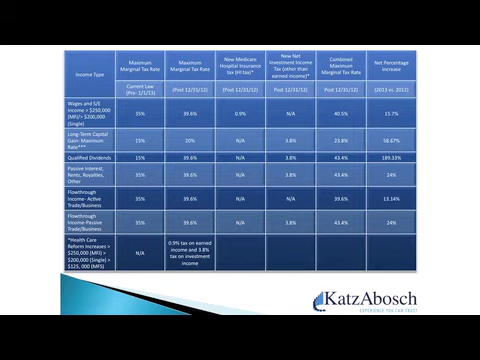 Income Type
Maximum
Marginal Tax Rate
Maximum
Marginal Tax Rate
New Medicare
Hospital Insurance
tax (HI tax)*
New Net
Investment Income
Tax (other than
earned income)*
Combined
Maximum
Marginal Tax Rate
Net Percentage
increase
Current Law
(Pre- 1/1/13)
(Post 12/31/12)
(Post 12/31/12)
Post 12/31/12)
Post 12/31/12)
(2013 vs. 2012)
Wages and S/E
Income > $250,000
(MFJ)/> $200,000
(Single)
35%
39.6%
0.9%
N/A
40.5%
15.7%
Long-Term Capital
Gain- Maximum
Rate***
15%
20%
N/A
3.8%
23.8%
58.67%
Qualified Dividends
15%
39.6%
N/A
3.8%
43.4%
189.33%
Passive Interest,
Rents, Royalties,
Other
35%
39.6%
N/A
3.8%
43.4%
24%
Flowthrough
Income- Active
Trade/Business
35%
39.6%
N/A
N/A
39.6%
13.14%
Flowthrough
Income-Passive
Trade/Business
35%
39.6%
N/A
3.8%
43.4%
24%
*Health Care
Reform Increases >
$250,000 (MFJ) >
$200,000 (Single) >
$125, 000 (MFS)
N/A
0.9% tax on earned
income and 3.8%
tax on investment
income
KatzAbosch
EXPERIENCE YOU CAN TRUST